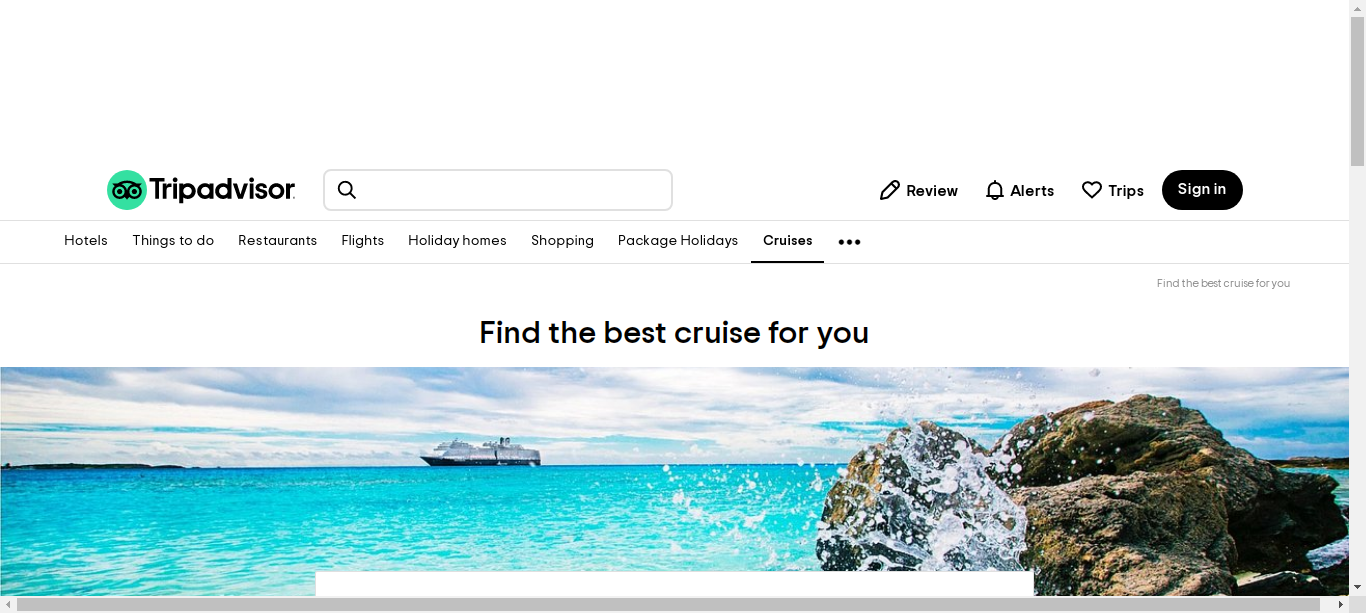 Tripadvisor
Review
Alerts
Trips
Sign in
Hotels
Things to do
Restaurants
Flights
Holiday homes
Shopping
Package Holidays
Cruises
Find the best cruise for you
Find the best cruise for you